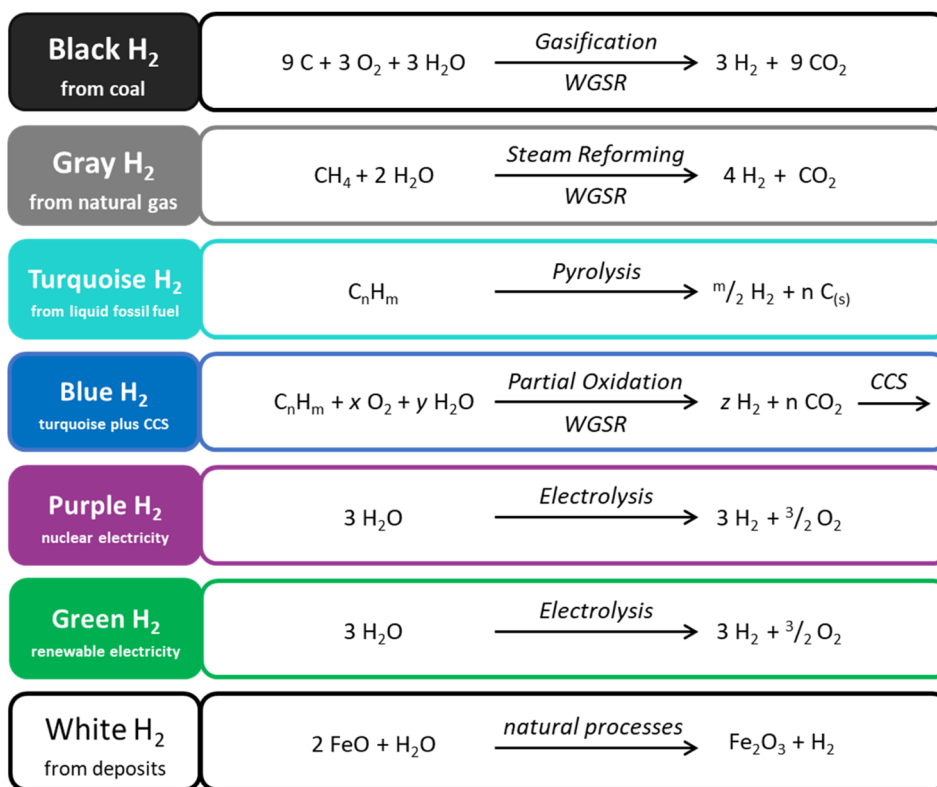 Black H₂
from coal
9 C + 3 O₂ + 3 H₂O
Gasification
WGSR
3 H₂ + 9 CO₂
Gray H₂
from natural gas
CH₄ + 2 H₂O
Steam Reforming
WGSR
4 H₂ + CO₂
Turquoise H₂
from liquid fossil fuel
CₙHₘ
Pyrolysis
ᵐ/₂ H₂ + n C₍ₛ₎
Blue H₂
turquoise plus CCS
CₙHₘ + x O₂ + y H₂O
Partial Oxidation
WGSR
z H₂ + n CO₂
CCS
Purple H₂
nuclear electricity
3 H₂O
Electrolysis
3 H₂ + ³/₂ O₂
Green H₂
renewable electricity
3 H₂O
Electrolysis
3 H₂ + ³/₂ O₂
White H₂
from deposits
2 FeO + H₂O
natural processes
Fe₂O₃ + H₂